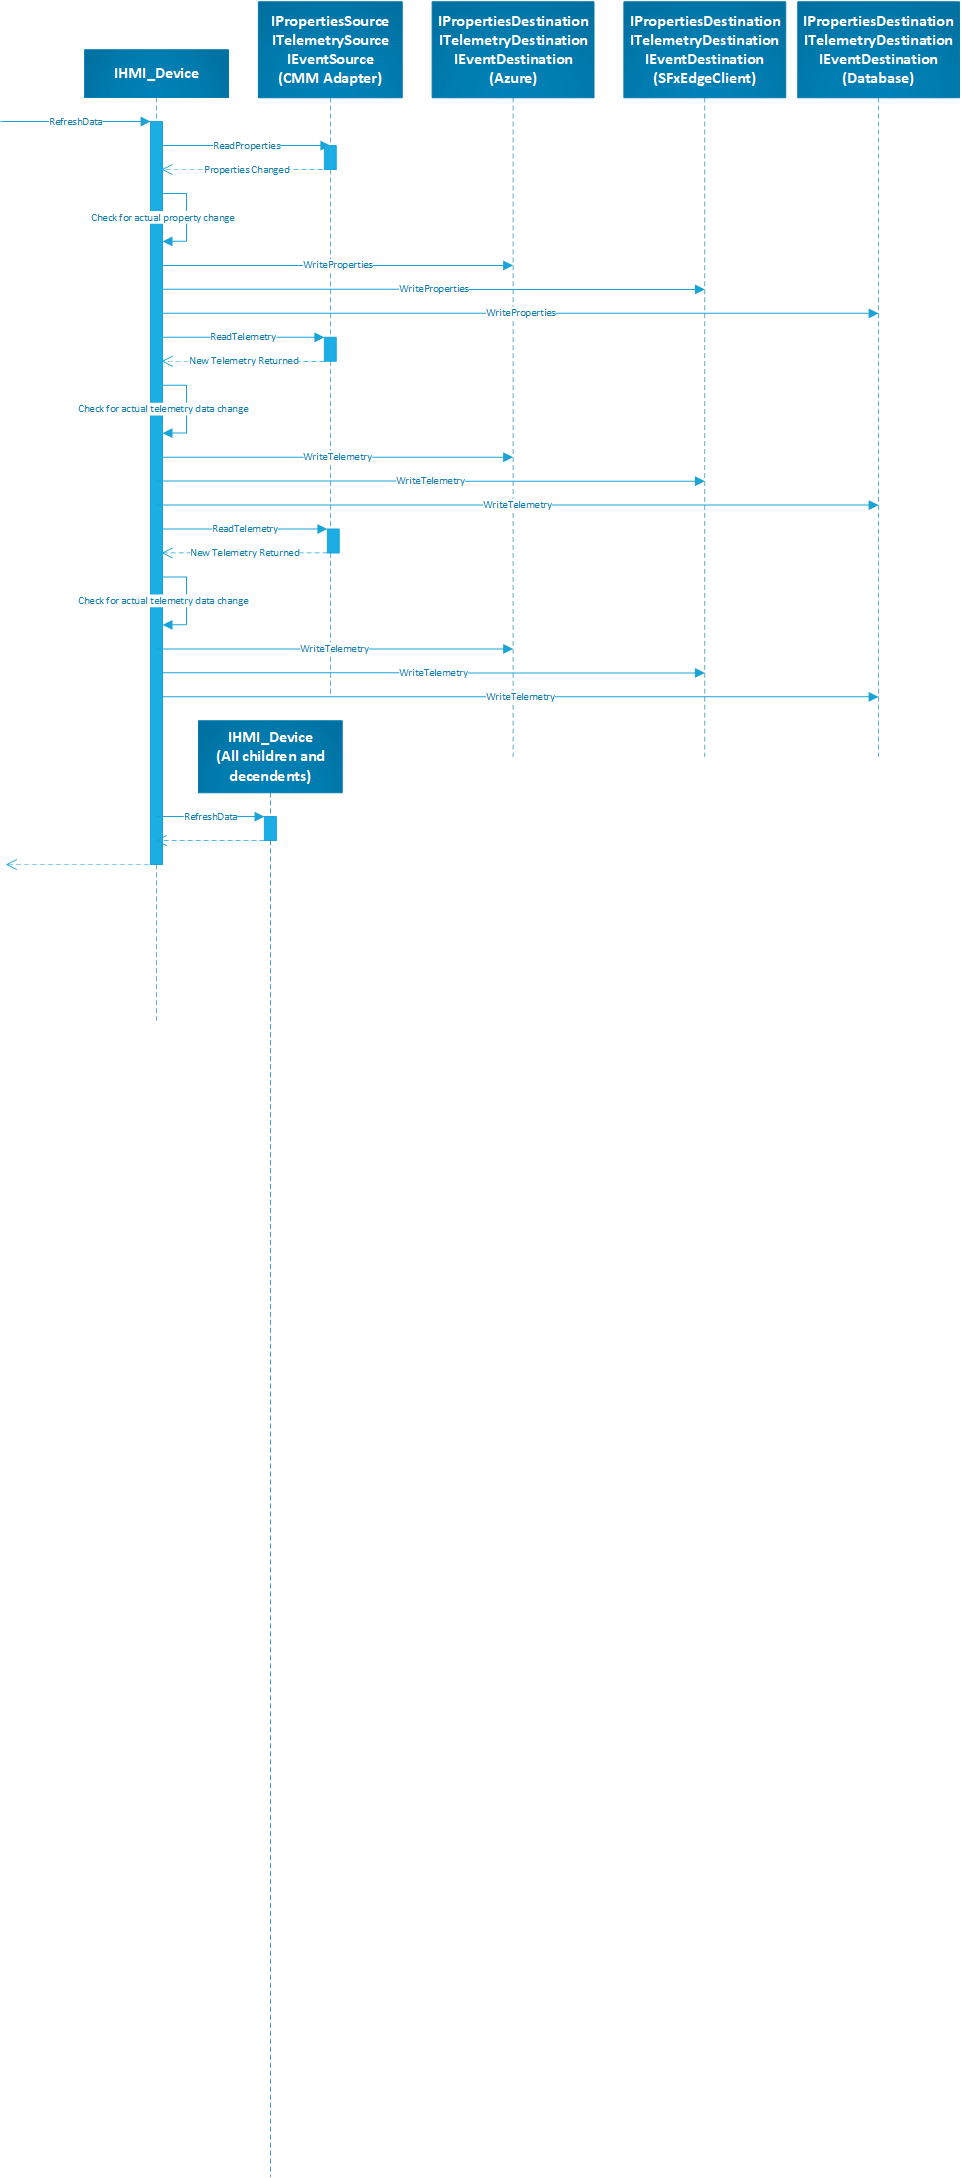 IHMI_Device
IPropertiesSource
ITelemetrySource
IEventSource
(CMM Adapter)
IPropertiesDestination
ITelemetryDestination
IEventDestination
(Azure)
IPropertiesDestination
ITelemetryDestination
IEventDestination
(SFxEdgeClient)
IPropertiesDestination
ITelemetryDestination
IEventDestination
(Database)
RefreshData
ReadProperties
Properties Changed
Check for actual property change
WriteProperties
WriteProperties
WriteProperties
ReadTelemetry
New Telemetry Returned
Check for actual telemetry data change
WriteTelemetry
WriteTelemetry
WriteTelemetry
ReadTelemetry
New Telemetry Returned
Check for actual telemetry data change
WriteTelemetry
WriteTelemetry
WriteTelemetry
IHMI_Device
(All children and
decendents)
RefreshData